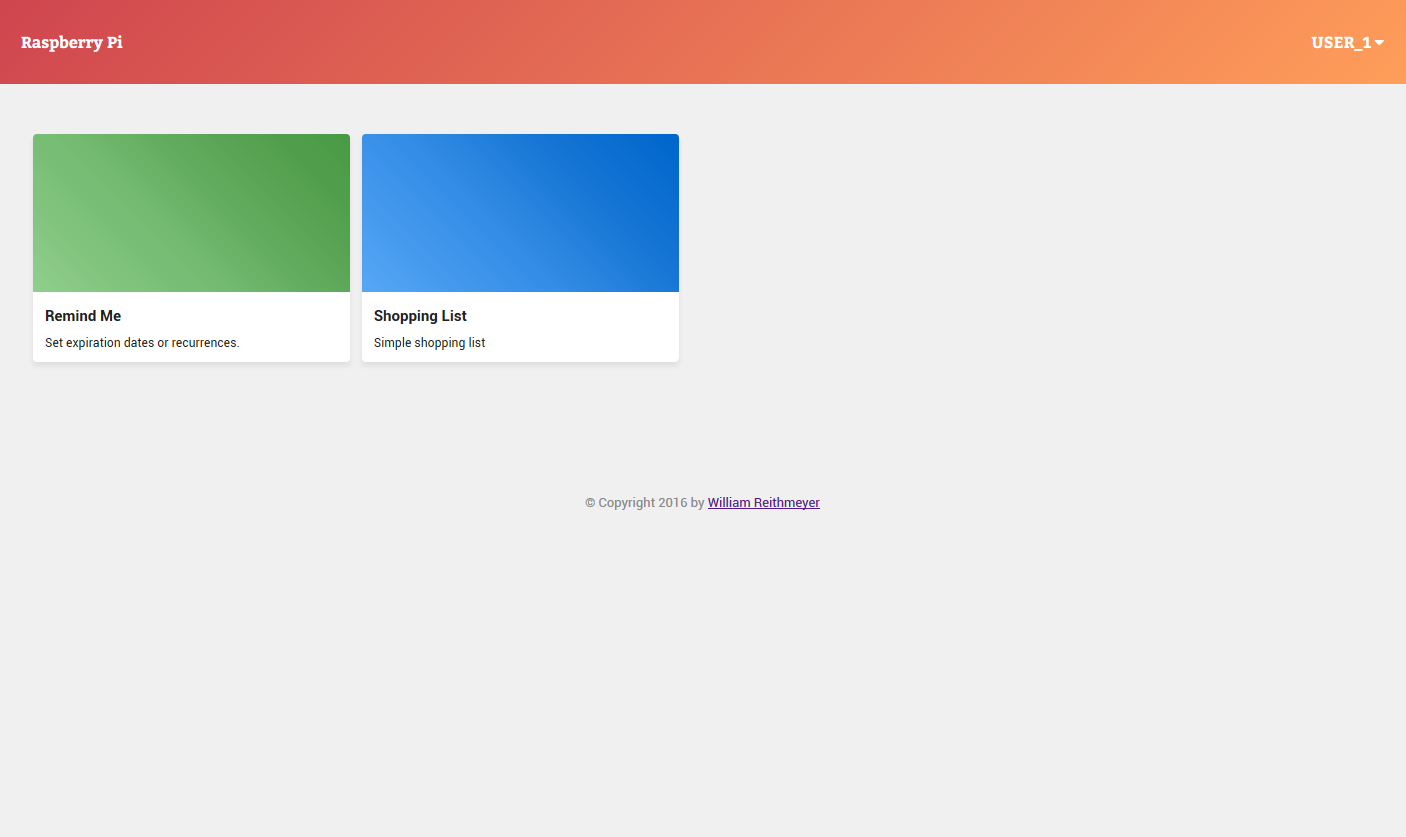 Raspberry Pi
USER_1
Remind Me
Set expiration dates or recurrences.
Shopping List
Simple shopping list
© Copyright 2016 by William Reithmeyer